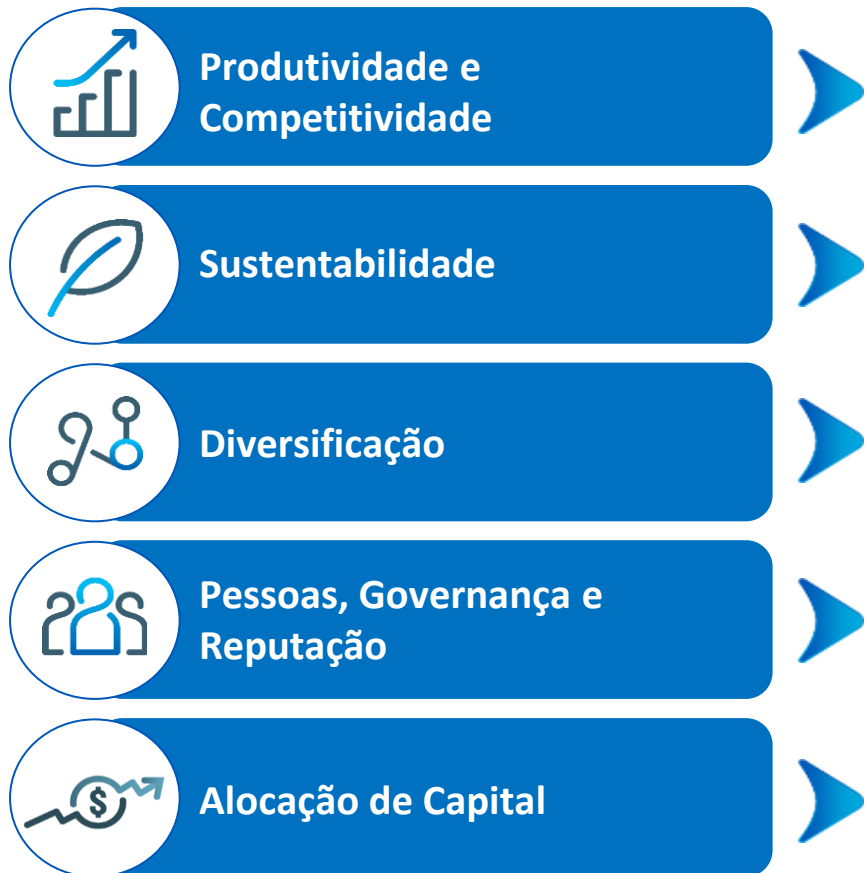 Produtividade e
Competitividade
Sustentabilidade
Diversificação
Pessoas, Governança e
Reputação
$
Alocação de Capital